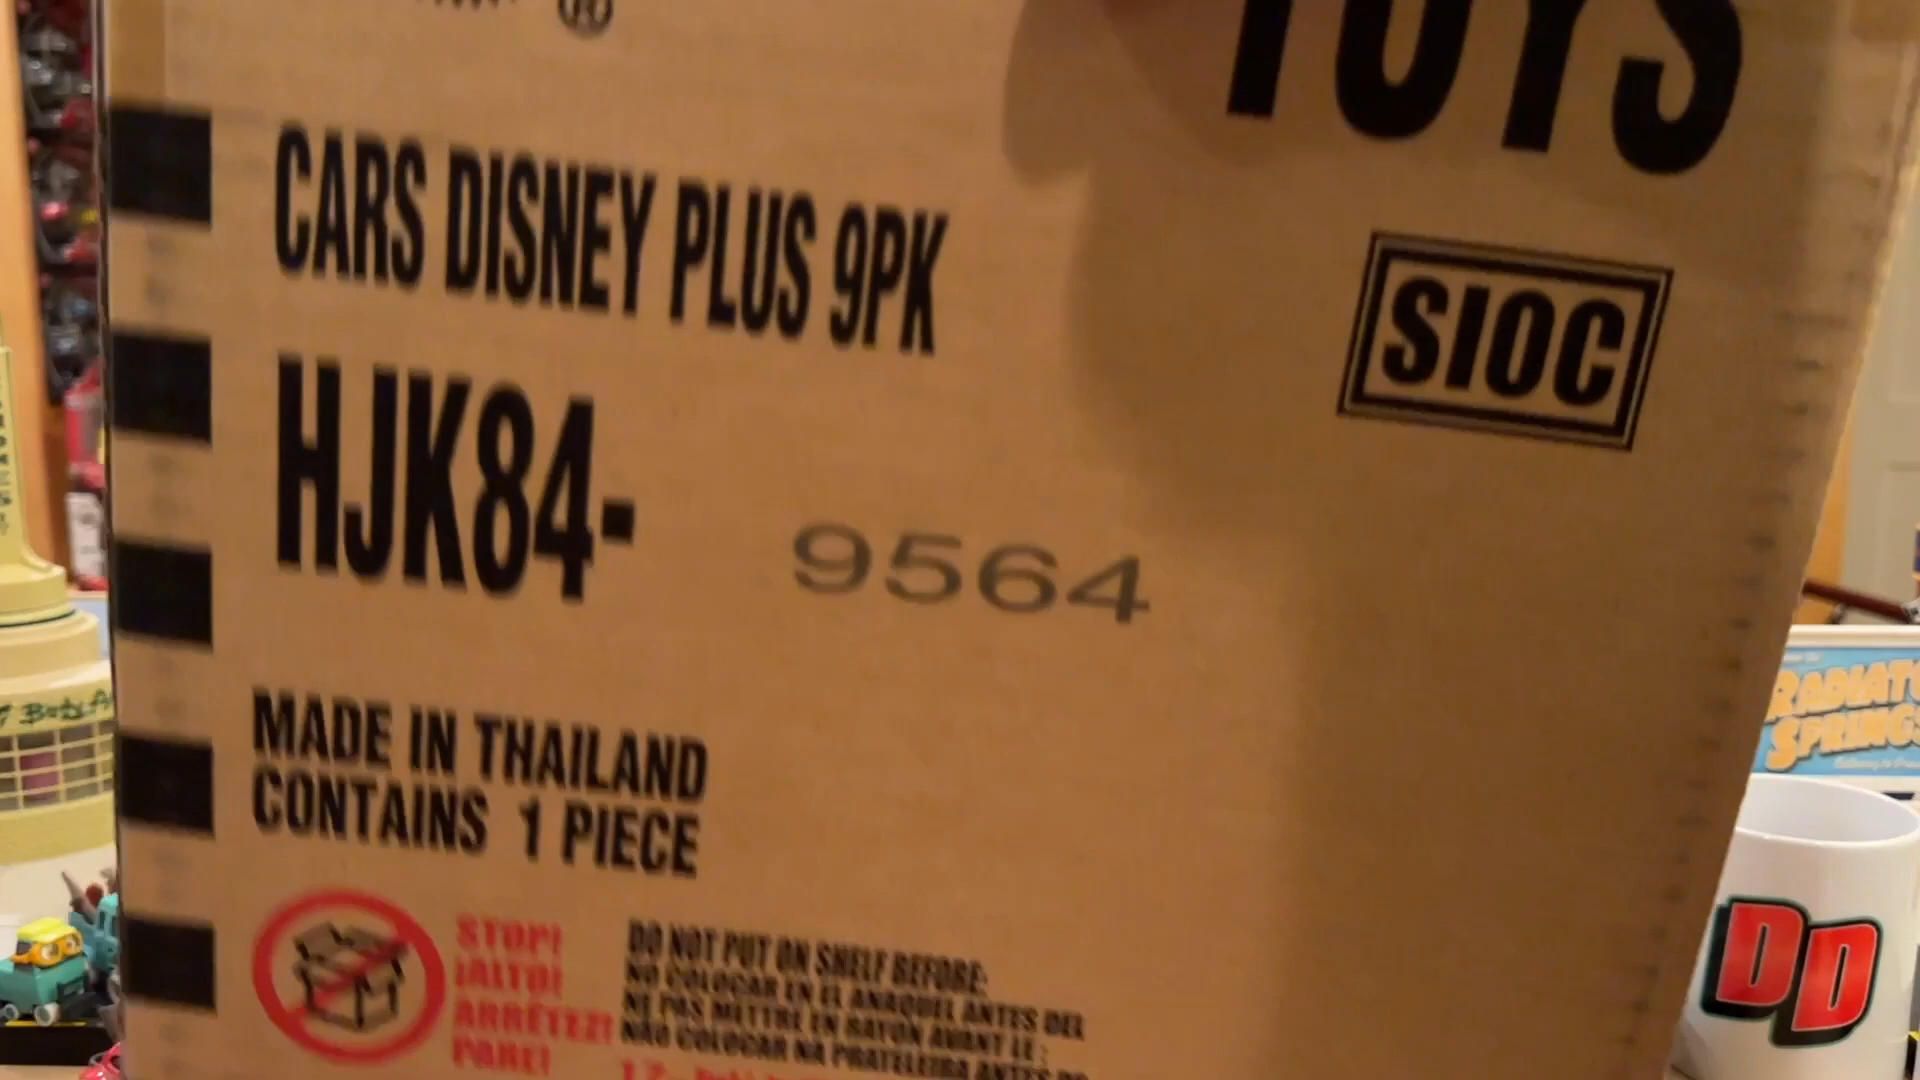 ®
TOYS
CARS DISNEY PLUS 9PK
SIOC
HJK84-
9564
MADE IN THAILAND
CONTAINS 1 PIECE
STOP!
¡ALTO!
ARRÊTEZ!
PARE!
DO NOT PUT ON SHELF BEFORE:
NO COLOCAR EN EL ANAQUEL ANTES DEL
NE PAS METTRE EN RAYON AVANT LE :
NÃO COLOCAR NA PRATELEIRA ANTES
RADIATO
SPRINGS
DD